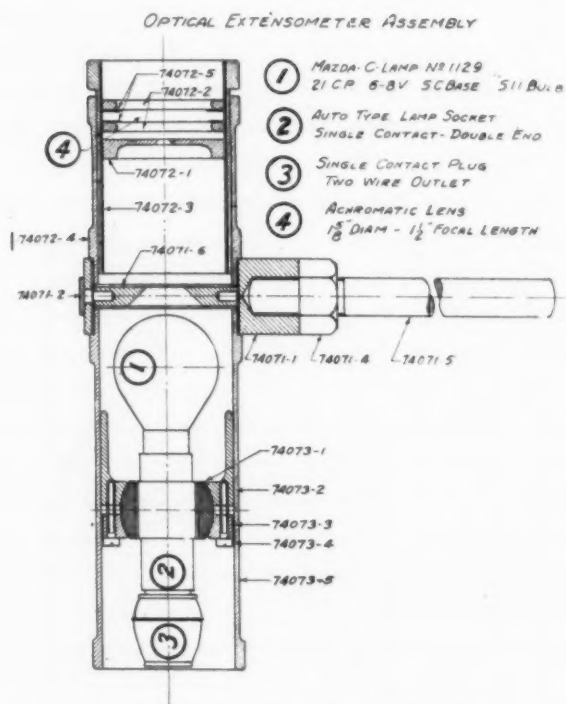 OPTICAL EXTENSOMETER ASSEMBLY
1 MAZDA-C-LAMP Nº 1129
21 CP 6-8V SC BASE S11 BULB
2 AUTO TYPE LAMP SOCKET
SINGLE CONTACT-DOUBLE END
3 SINGLE CONTACT PLUG
TWO WIRE OUTLET
4 ACHROMATIC LENS
1 5/8" DIAM - 1 1/2" FOCAL LENGTH
74072-5
74072-2
4
74072-1
74072-3
74072-4
74071-6
74071-2
74071-1
74071-4
74071-5
1
74073-1
74073-2
74073-3
74073-4
2
74073-5
3